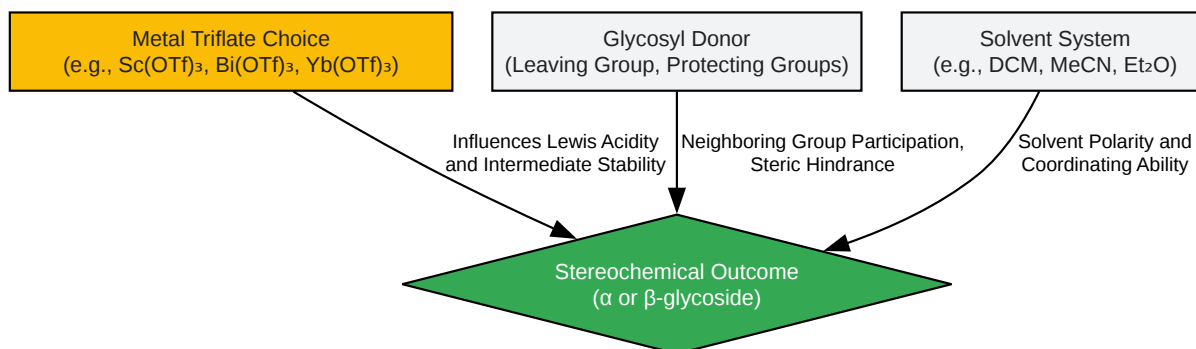 Metal Triflate Choice
(e.g., Sc(OTf)₃, Bi(OTf)₃, Yb(OTf)₃)
Glycosyl Donor
(Leaving Group, Protecting Groups)
Solvent System
(e.g., DCM, MeCN, Et₂O)
Influences Lewis Acidity
and Intermediate Stability
Neighboring Group Participation,
Steric Hindrance
Solvent Polarity and
Coordinating Ability
Stereochemical Outcome
(α or β-glycoside)